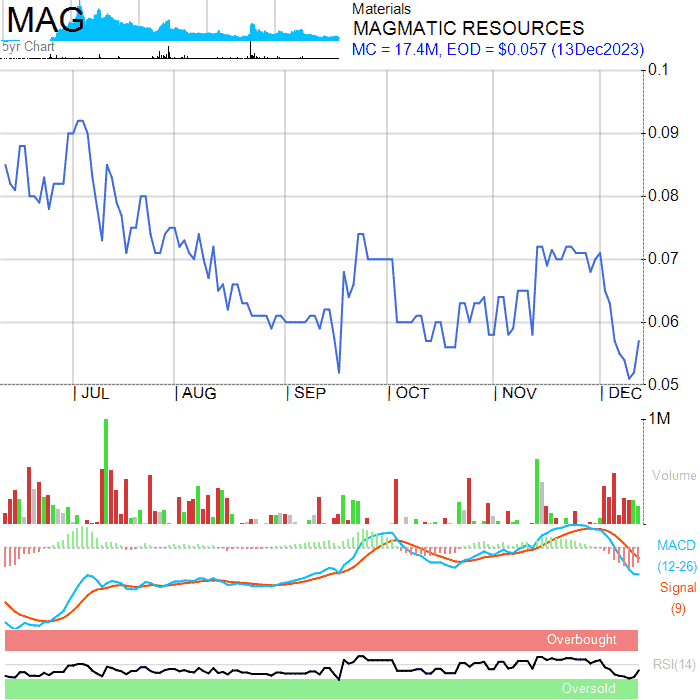 MAG
5yr Chart
Materials
MAGMATIC RESOURCES
MC = 17.4M, EOD = $0.057 (13Dec2023)
0.1
0.09
0.08
0.07
0.06
0.05
| JUL | AUG | SEP | OCT | NOV | DEC
1M
Volume
MACD
(12-26)
Signal
(9)
Overbought
RSI(14)
Oversold